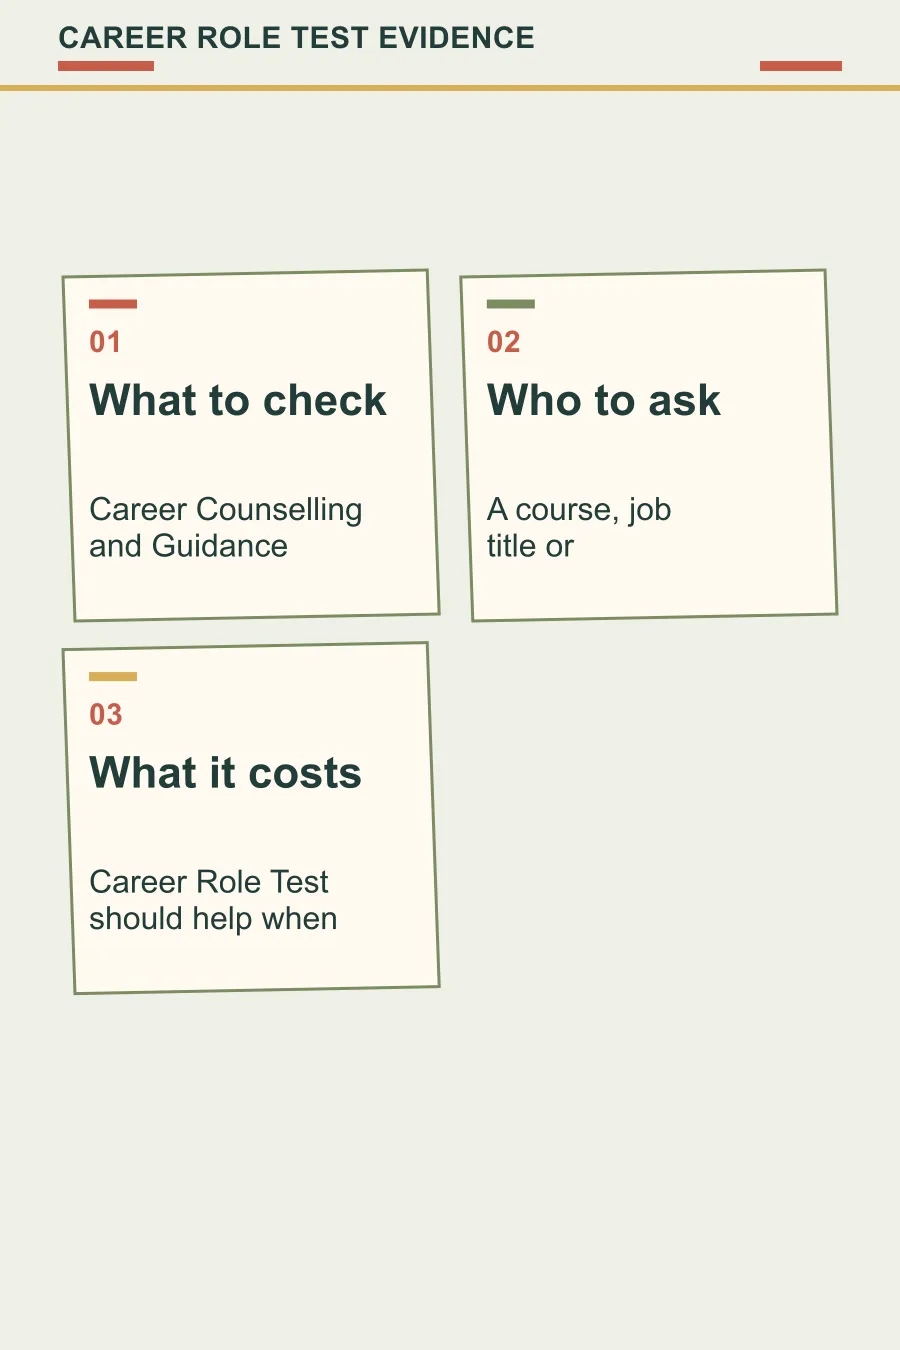 CAREER ROLE TEST EVIDENCE
01
What to check
Career Counselling
and Guidance
02
Who to ask
A course, job
title or
03
What it costs
Career Role Test
should help when